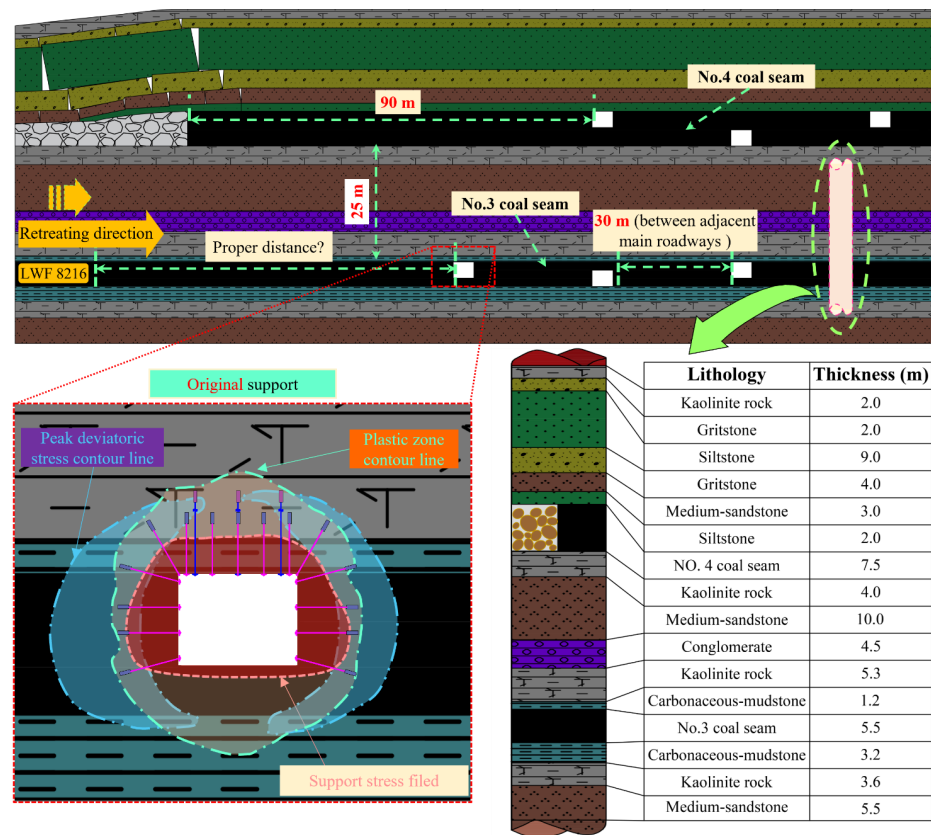 No.4 coal seam
90 m
25 m
No.3 coal seam
Retreating direction
Proper distance?
30 m (between adjacent
main roadways )
LWF 8216
Original support
Peak deviatoric
stress contour line
Plastic zone
contour line
Support stress filed
Lithology Thickness (m)
Kaolinite rock 2.0
Gritstone 2.0
Siltstone 9.0
Gritstone 4.0
Medium-sandstone 3.0
Siltstone 2.0
NO. 4 coal seam 7.5
Kaolinite rock 4.0
Medium-sandstone 10.0
Conglomerate 4.5
Kaolinite rock 5.3
Carbonaceous-mudstone 1.2
No.3 coal seam 5.5
Carbonaceous-mudstone 3.2
Kaolinite rock 3.6
Medium-sandstone 5.5